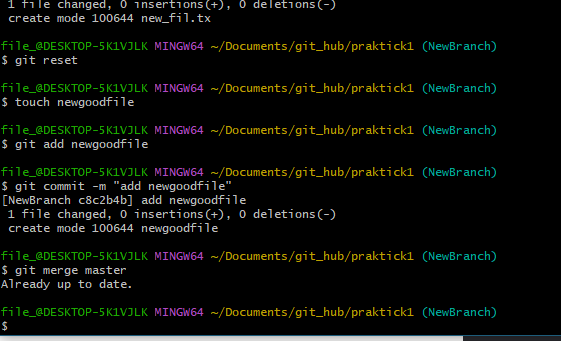 1 file changed, 0 insertions(+), 0 deletions(-)
create mode 100644 new_fil.tx
file_@DESKTOP-5K1VJLK MINGW64 ~/Documents/git_hub/praktick1 (NewBranch)
$ git reset
file_@DESKTOP-5K1VJLK MINGW64 ~/Documents/git_hub/praktick1 (NewBranch)
$ touch newgoodfile
file_@DESKTOP-5K1VJLK MINGW64 ~/Documents/git_hub/praktick1 (NewBranch)
$ git add newgoodfile
file_@DESKTOP-5K1VJLK MINGW64 ~/Documents/git_hub/praktick1 (NewBranch)
$ git commit -m "add newgoodfile"
[NewBranch c8c2b4b] add newgoodfile
1 file changed, 0 insertions(+), 0 deletions(-)
create mode 100644 newgoodfile
file_@DESKTOP-5K1VJLK MINGW64 ~/Documents/git_hub/praktick1 (NewBranch)
$ git merge master
Already up to date.
file_@DESKTOP-5K1VJLK MINGW64 ~/Documents/git_hub/praktick1 (NewBranch)
$